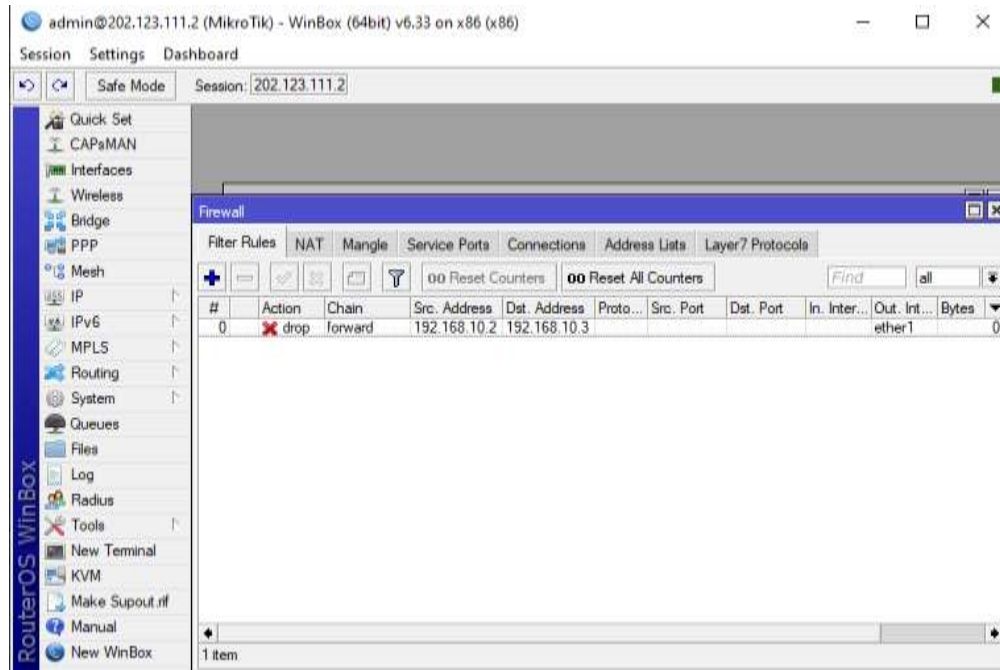 admin@202.123.111.2 (MikroTik) - WinBox (64bit) v6.33 on x86 (x86)
Session Settings Dashboard
Safe Mode Session: 202.123.111.2
Quick Set
CAPsMAN
Interfaces
Wireless
Bridge
PPP
Mesh
IP
IPv6
MPLS
Routing
System
Queues
Files
Log
Radius
Tools
New Terminal
KVM
Make Supout.rif
Manual
New WinBox
RouterOS WinBox
Firewall
Filter Rules NAT Mangle Service Ports Connections Address Lists Layer7 Protocols
00 Reset Counters 00 Reset All Counters Find all
# Action Chain Src. Address Dst. Address Proto... Src. Port Dst. Port In. Inter... Out. Int... Bytes
0 drop forward 192.168.10.2 192.168.10.3 ether1 0
1 item